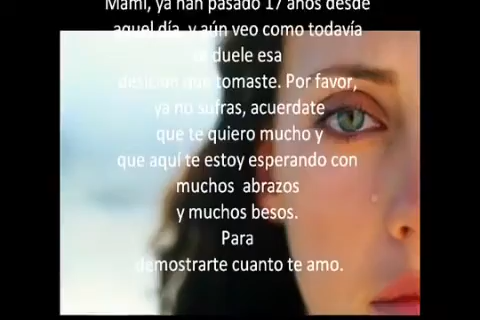 Mami, ya han pasado 17 años desde
aquel día, y aún veo como todavía
te duele esa
desición que tomaste. Por favor,
ya no sufras, acuerdate
que te quiero mucho y
que aquí te estoy esperando con
muchos abrazos
y muchos besos.
Para
demostrarte cuanto te amo.